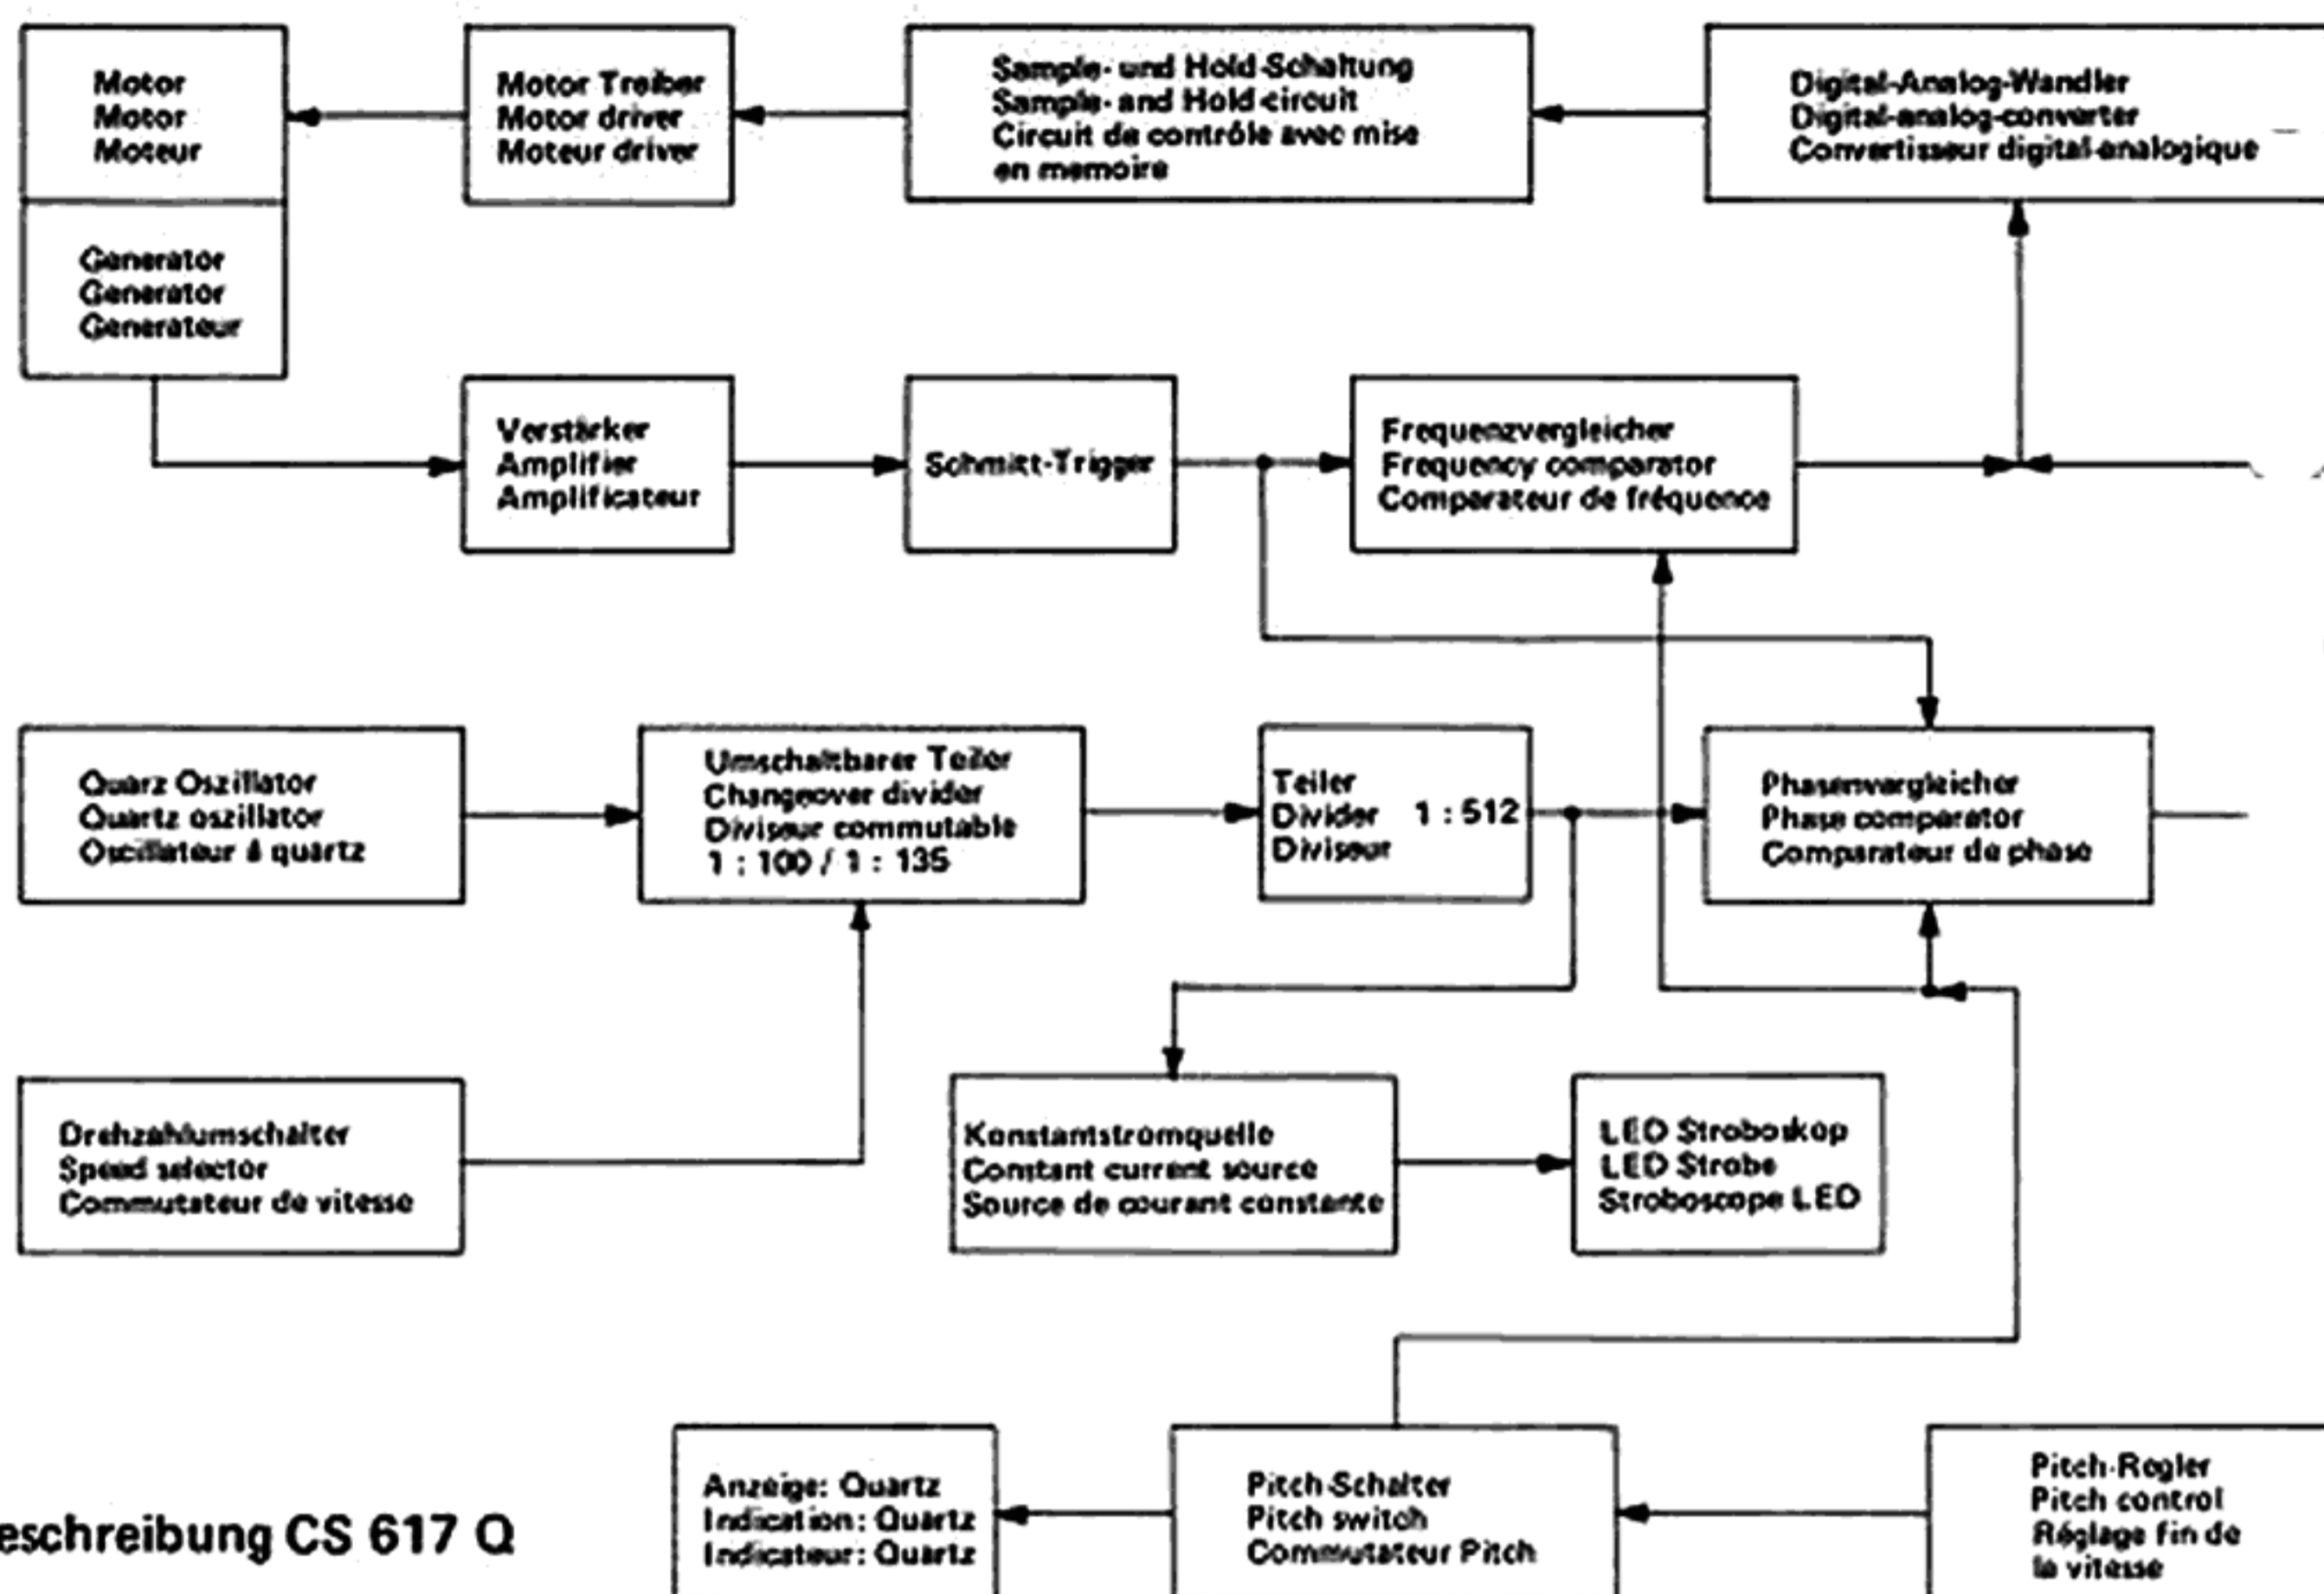 Motor
Motor
Moteur
Motor Treiber
Motor driver
Moteur driver
Sample- und Hold-Schaltung
Sample- and Hold-circuit
Circuit de contrôle avec mise
en memoire
Digital-Analog-Wandler
Digital-analog-converter
Convertisseur digital-analogique
Generator
Generator
Generateur
Verstärker
Amplifier
Amplificateur
Schmitt-Trigger
Frequenzvergleicher
Frequency comparator
Comparateur de fréquence
Quarz Oszillator
Quartz oszillator
Oscillateur à quartz
Umschaltbarer Teiler
Changeover divider
Diviseur commutable
1 : 100 / 1 : 135
Teiler
Divider 1 : 512
Diviseur
Phasenvergleicher
Phase comparator
Comparateur de phase
Drehzahlumschalter
Speed selector
Commutateur de vitesse
Konstantstromquelle
Constant current source
Source de courant constante
LED Stroboskop
LED Strobe
Stroboscope LED
Anzeige: Quartz
Indication: Quartz
Indicateur: Quartz
Pitch-Schalter
Pitch switch
Commutateur Pitch
Pitch-Regler
Pitch control
Réglage fin de
la vitesse
eschreibung CS 617 Q